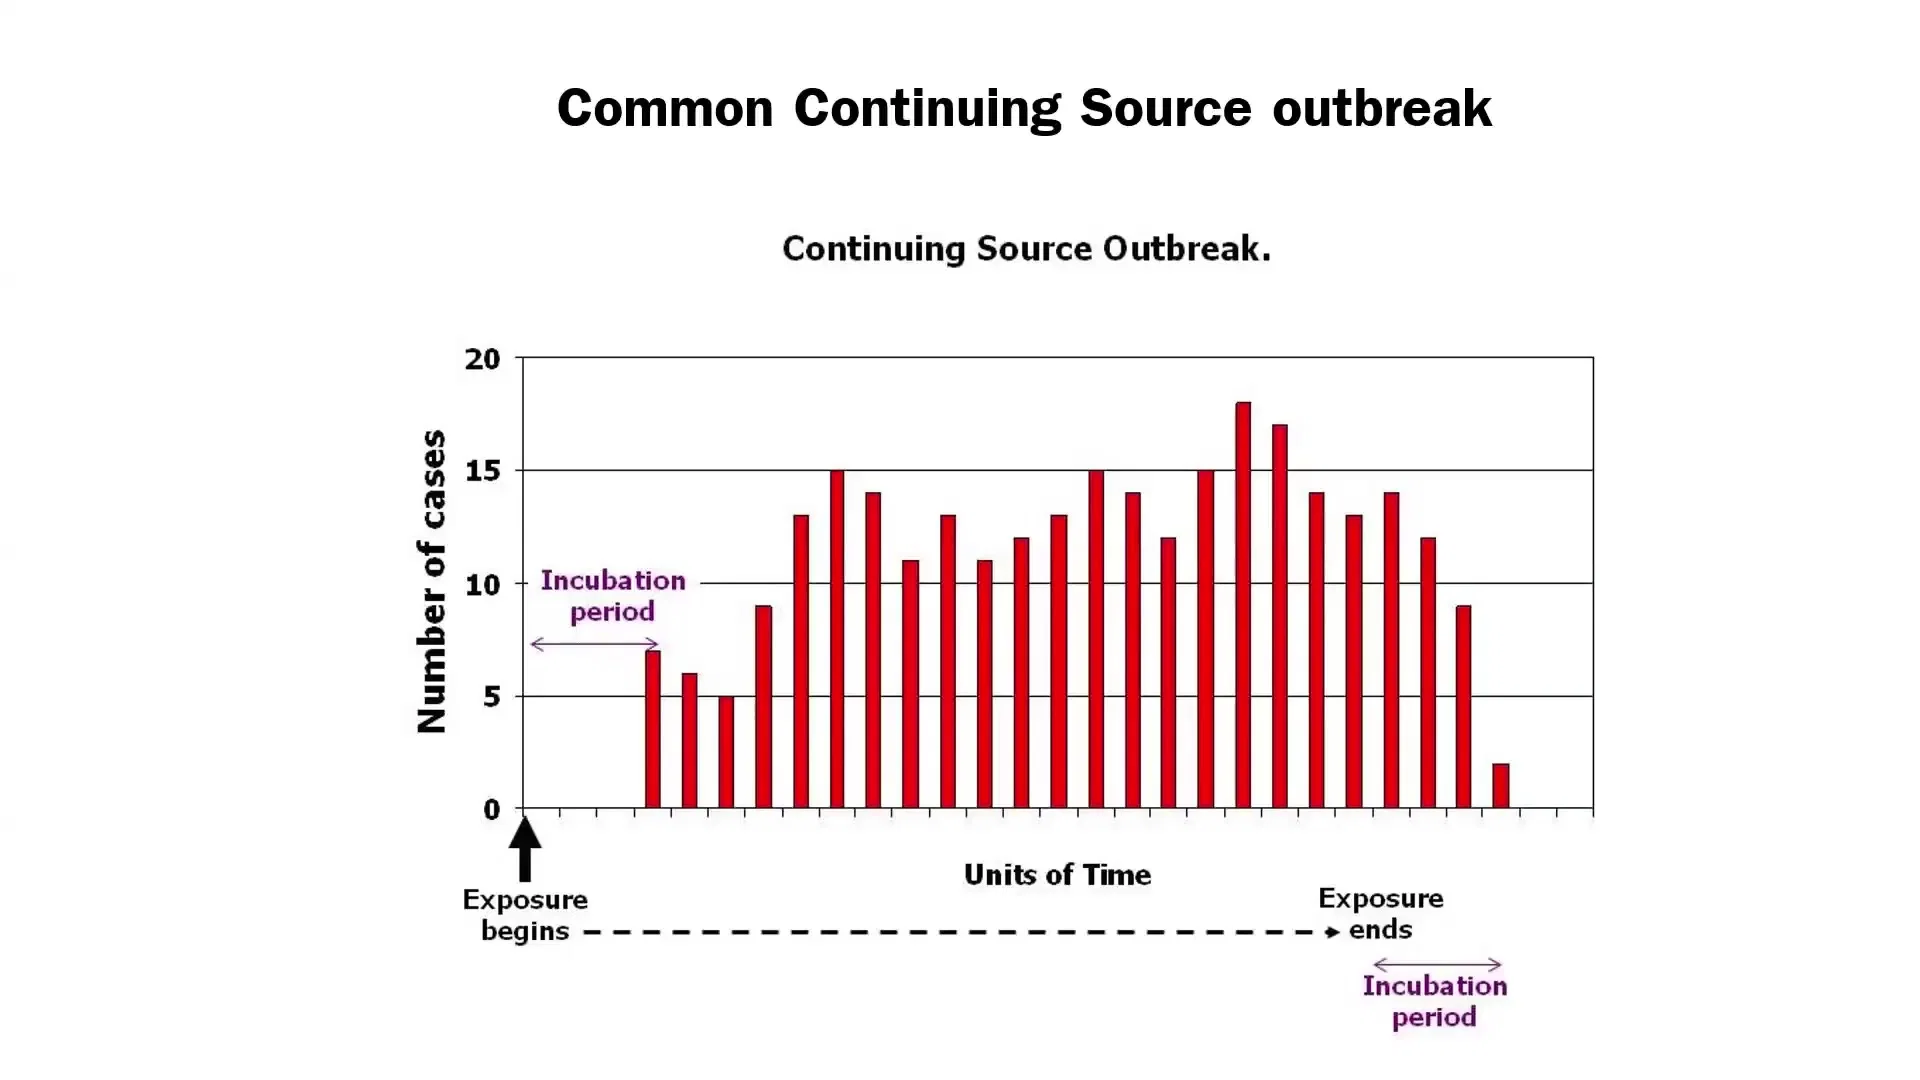 Common Continuing Source outbreak
Continuing Source Outbreak.
Number of cases
20
15
10
5
0
Incubation
period
Units of Time
Exposure
begins
Exposure
ends
Incubation
period